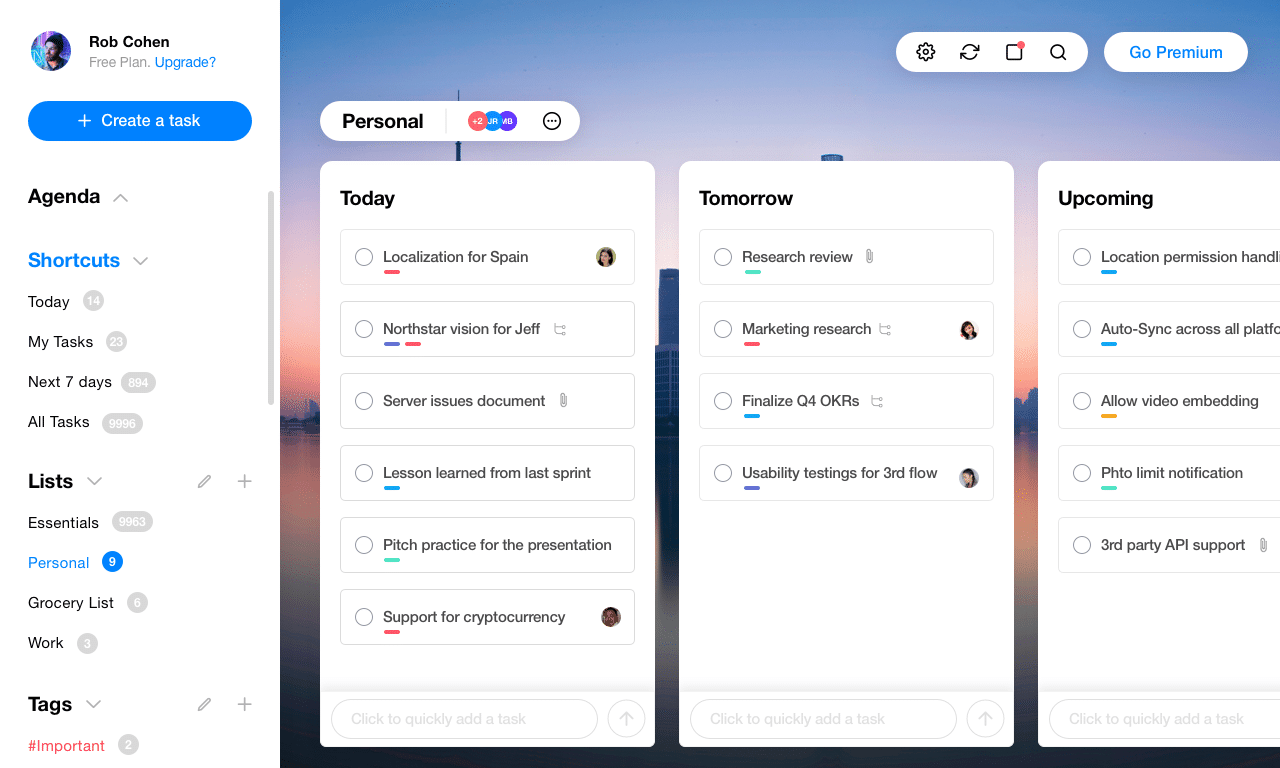 Rob Cohen
Free Plan. Upgrade?
Create a task
Agenda
Shortcuts
Today 14
My Tasks 23
Next 7 days 894
All Tasks 9996
Lists
Essentials 9963
Personal 9
Grocery List 6
Work 3
Tags
#Important 2
Go Premium
Personal +2 JR MB
Today
Localization for Spain
Northstar vision for Jeff
Server issues document
Lesson learned from last sprint
Pitch practice for the presentation
Support for cryptocurrency
Click to quickly add a task
Tomorrow
Research review
Marketing research
Finalize Q4 OKRs
Usability testings for 3rd flow
Click to quickly add a task
Upcoming
Location permission handli
Auto-Sync across all platfo
Allow video embedding
Phto limit notification
3rd party API support
Click to quickly add a task